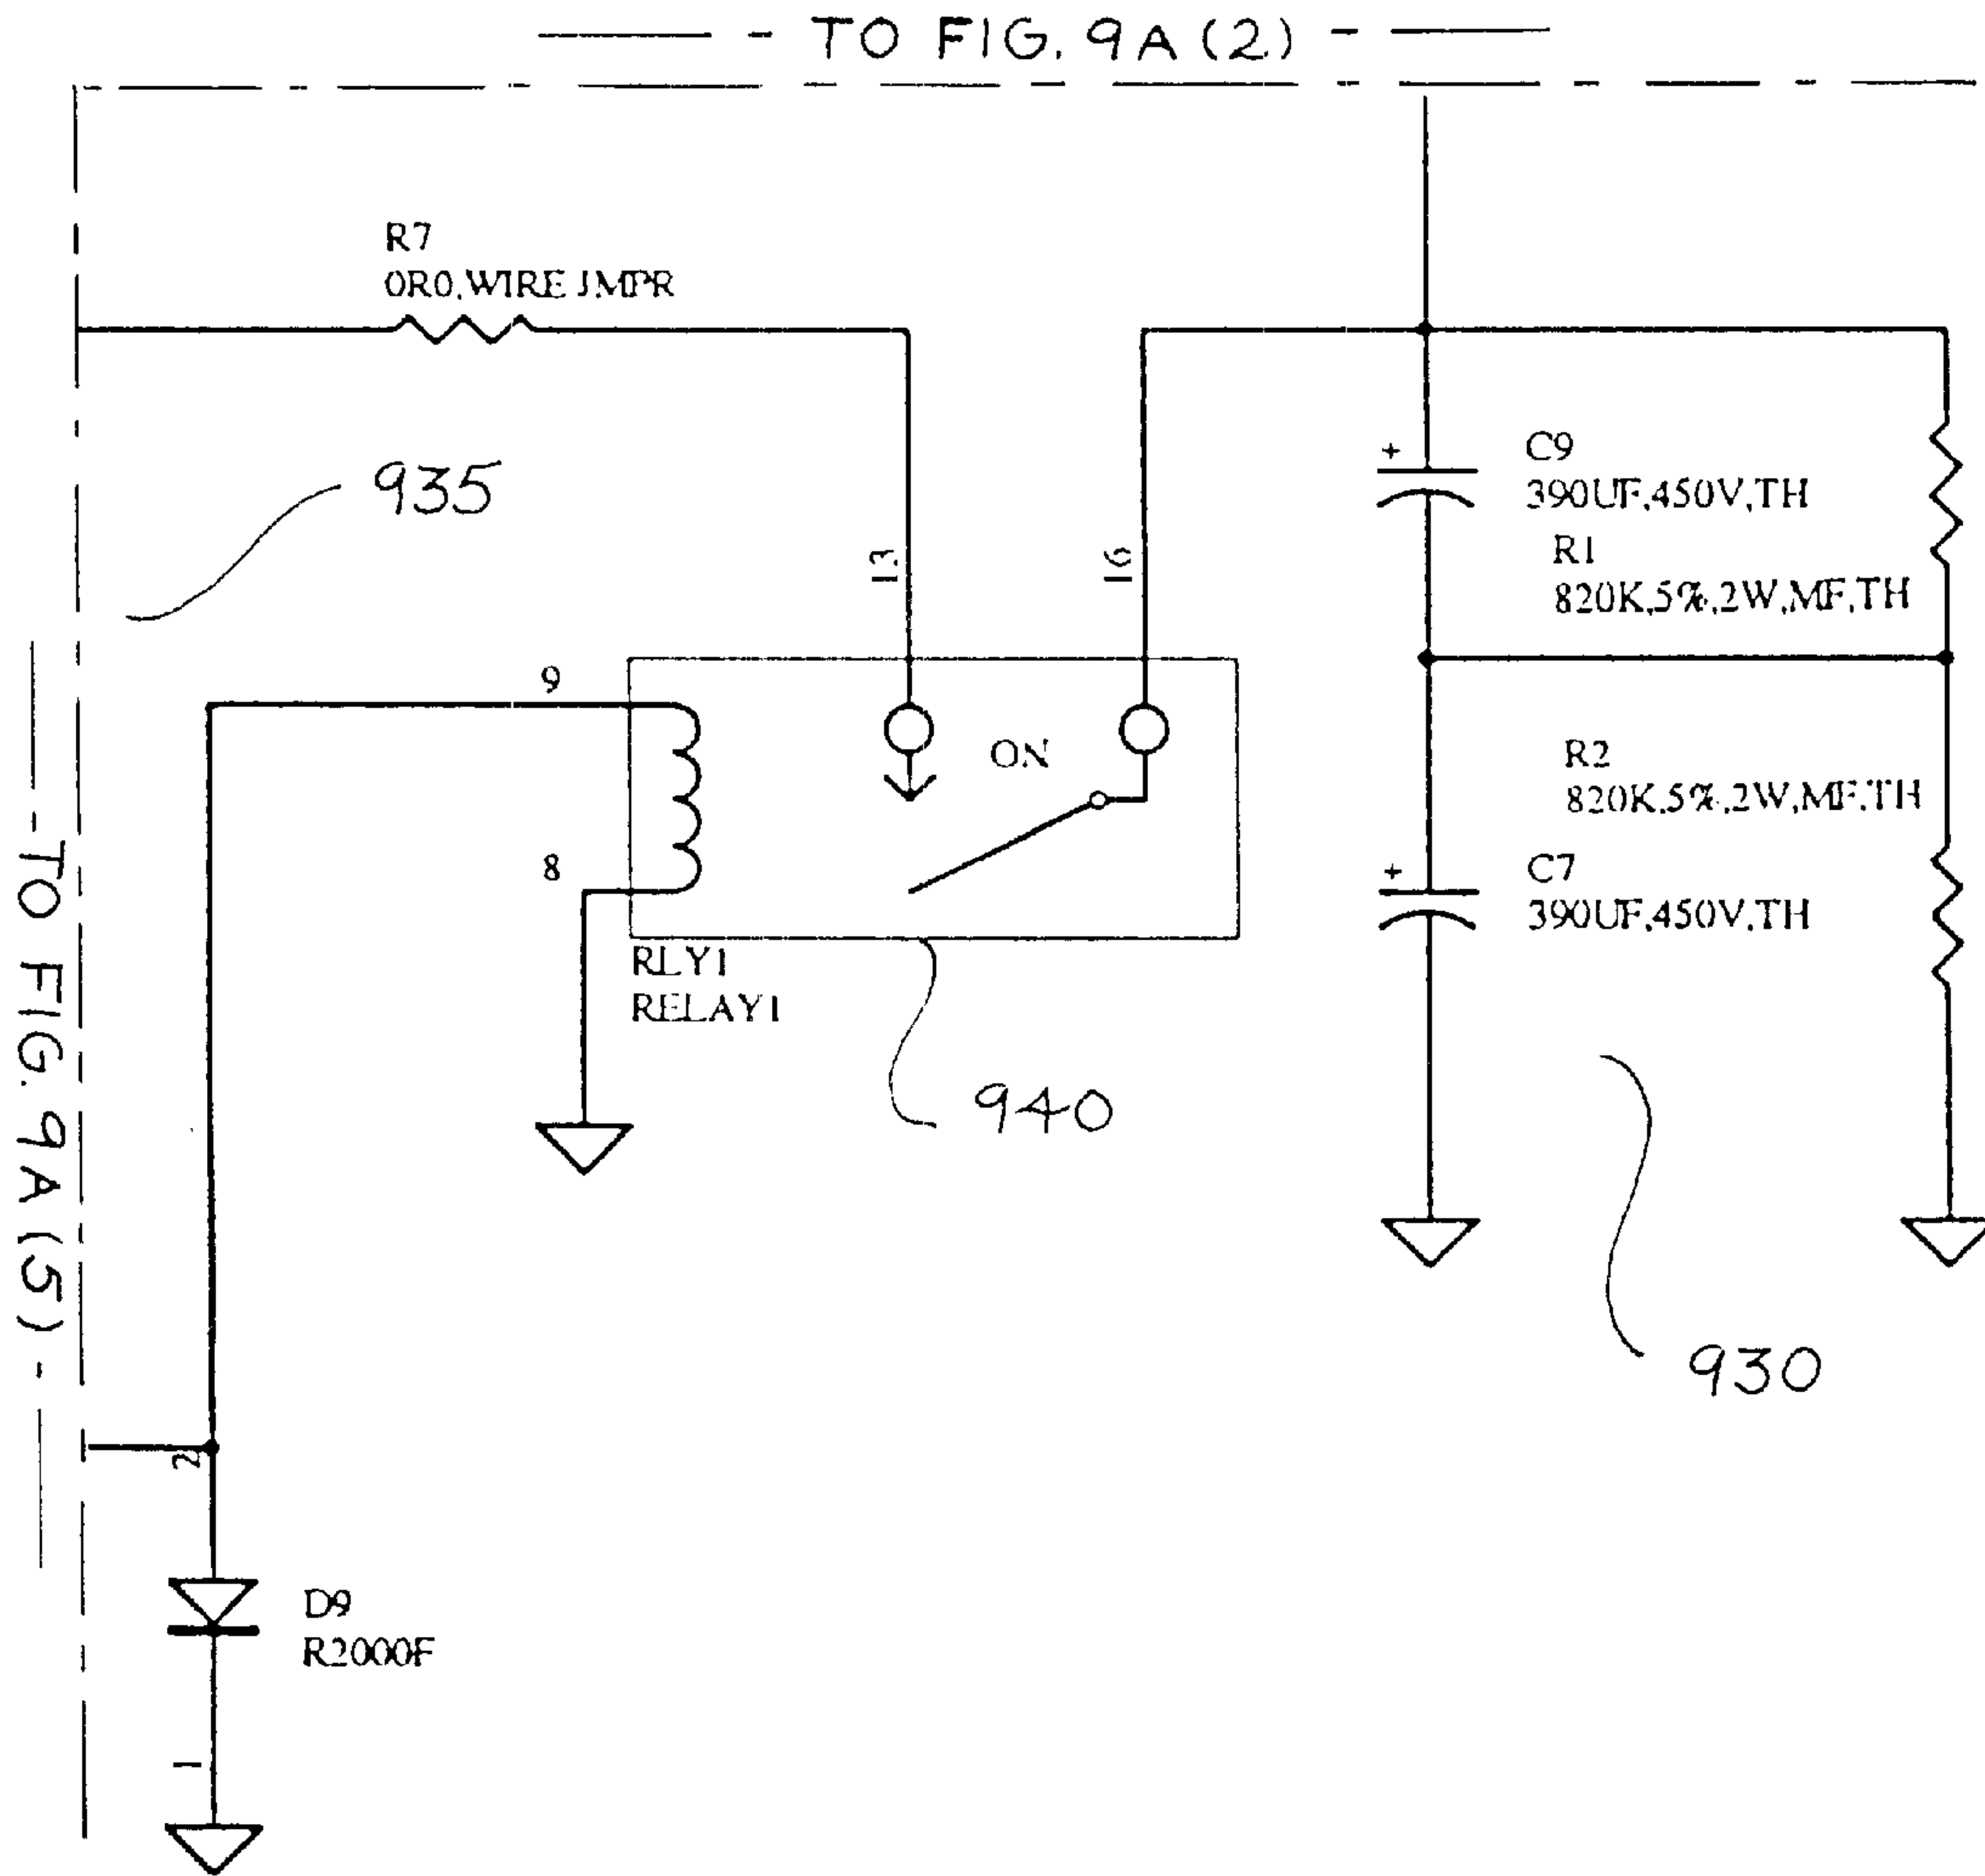 TO FIG. 9A (2)
R7
0R0,WIRE JMPR
935
13
16
C9
390UF,450V,TH
R1
820K,5%,2W,MF,TH
9
ON
R2
820K,5%,2W,MF,TH
8
C7
390UF,450V,TH
RLY1
RELAY1
940
TO FIG. 9A (5)
930
2
D9
R2000F
1